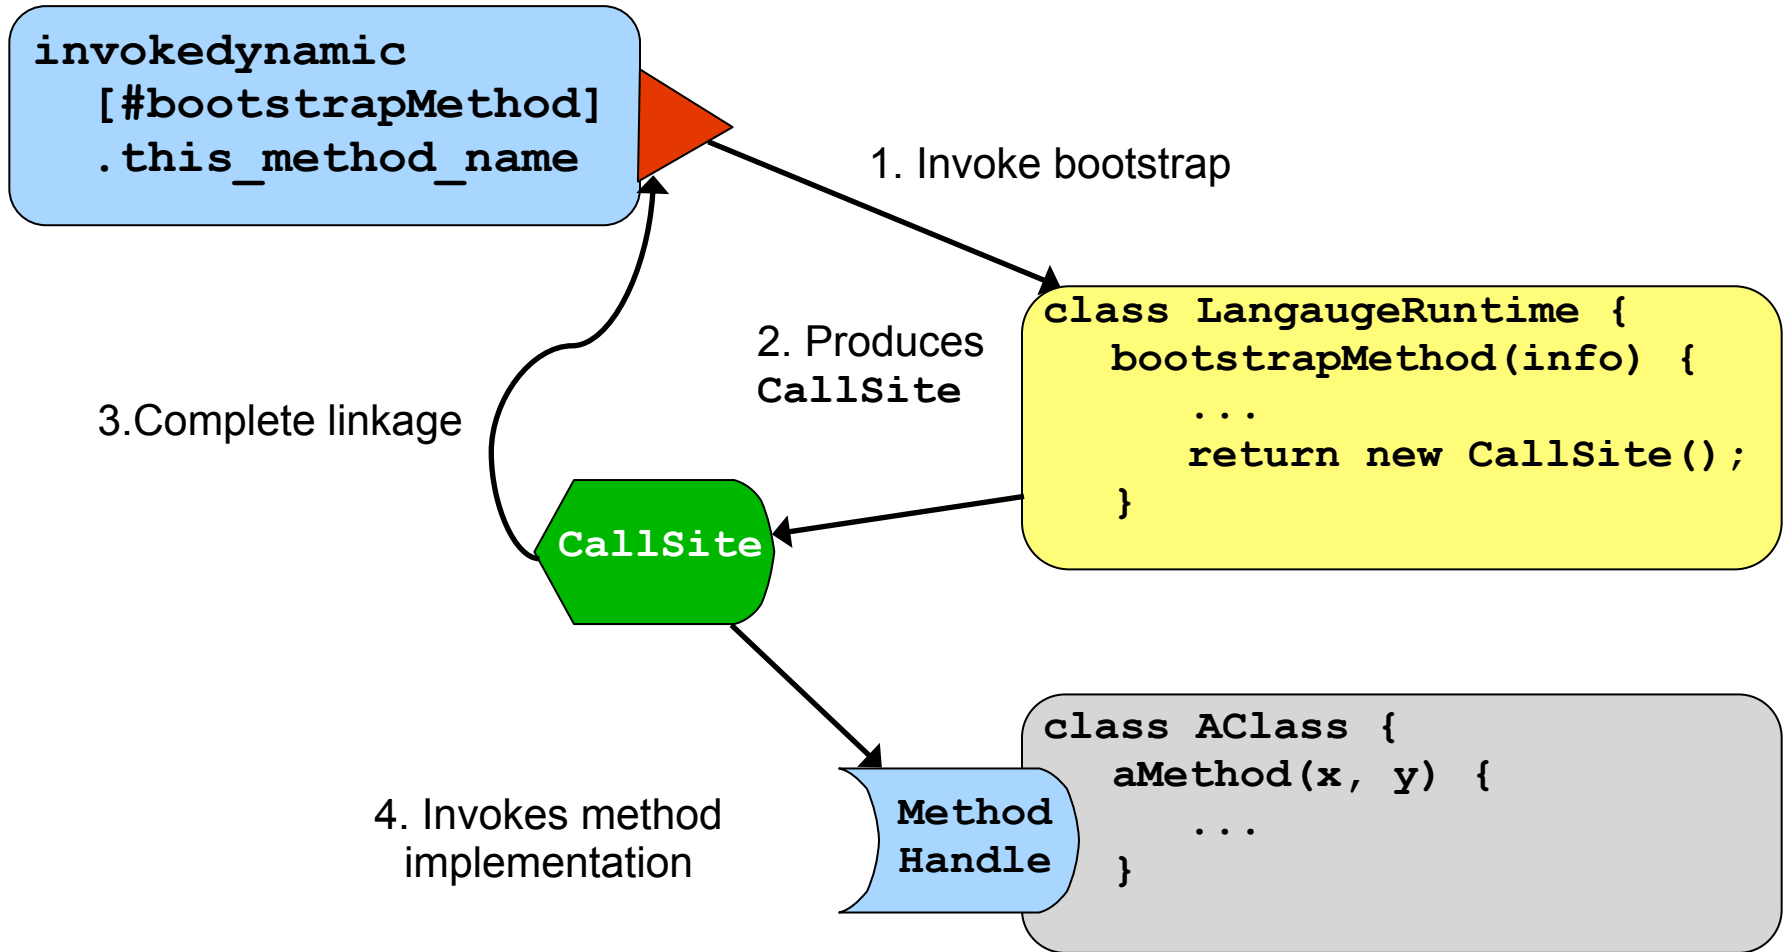 invokedynamic
[#bootstrapMethod]
.this_method_name
1. Invoke bootstrap
class LangaugeRuntime {
bootstrapMethod(info) {
...
return new CallSite();
}
2. Produces
CallSite
3.Complete linkage
CallSite
4. Invokes method
implementation
Method
Handle
class AClass {
aMethod(x, y) {
...
}